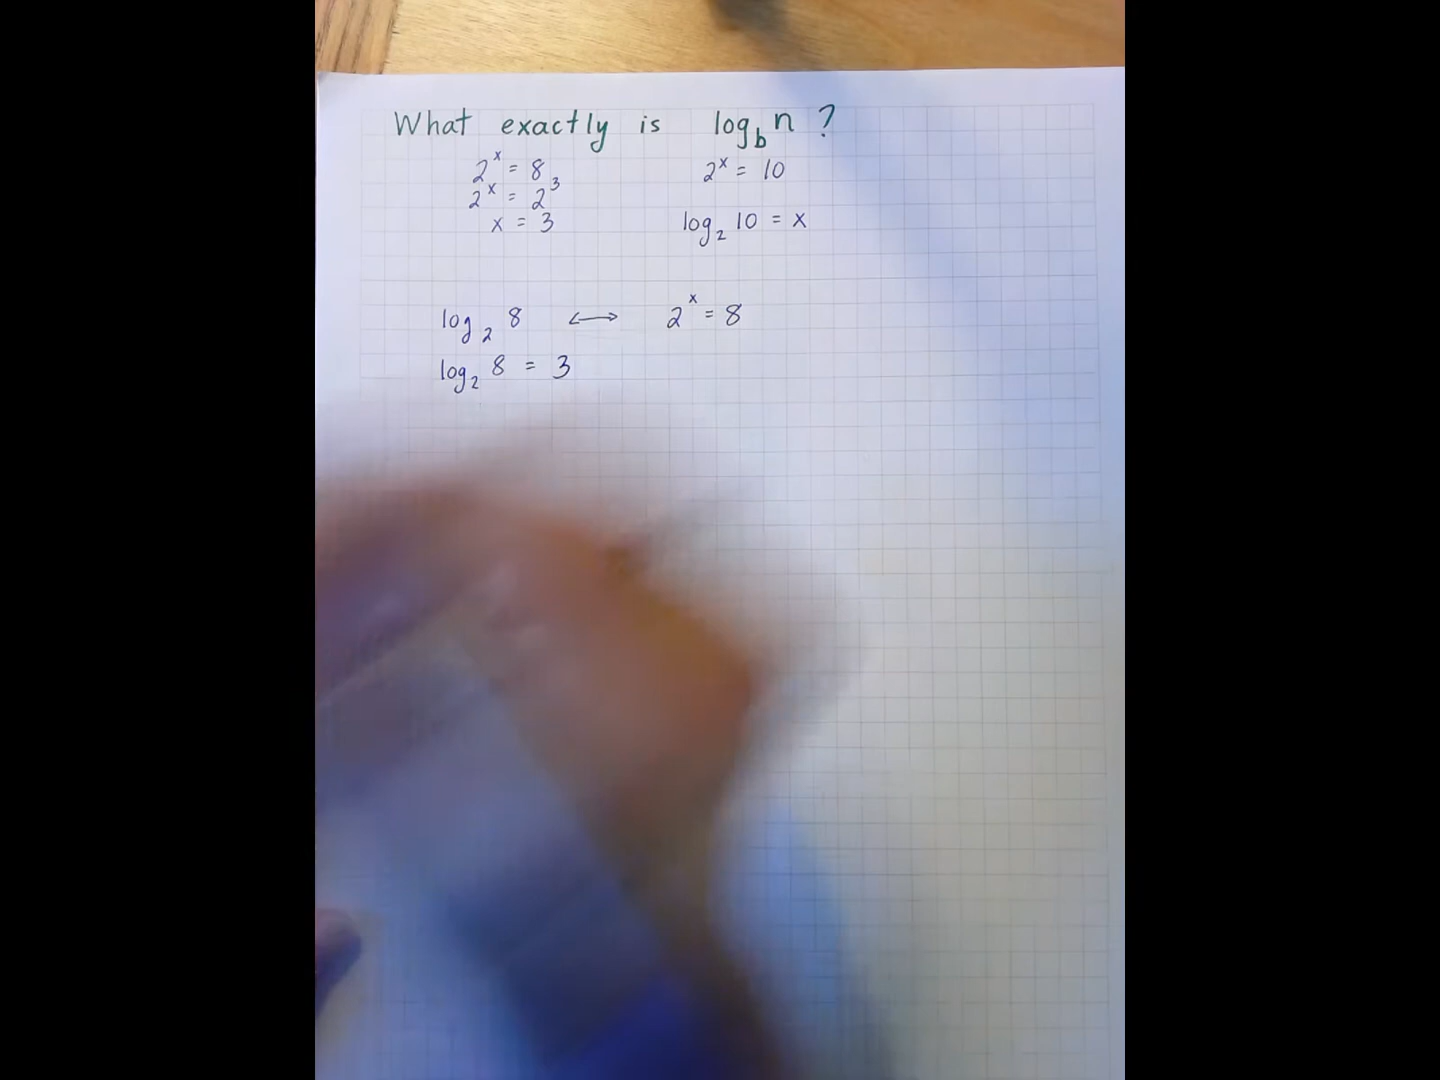 What exactly is log_b n ?
2^x = 8
2^x = 2^3
x = 3
2^x = 10
log_2 10 = x
log_2 8 ⟷ 2^x = 8
log_2 8 = 3